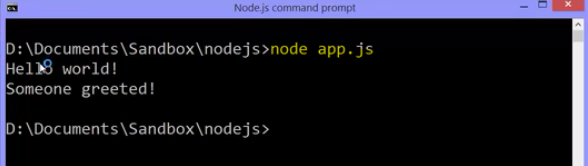 Node.js command prompt
D:\Documents\Sandbox\nodejs>node app.js
Hello world!
Someone greeted!
D:\Documents\Sandbox\nodejs>